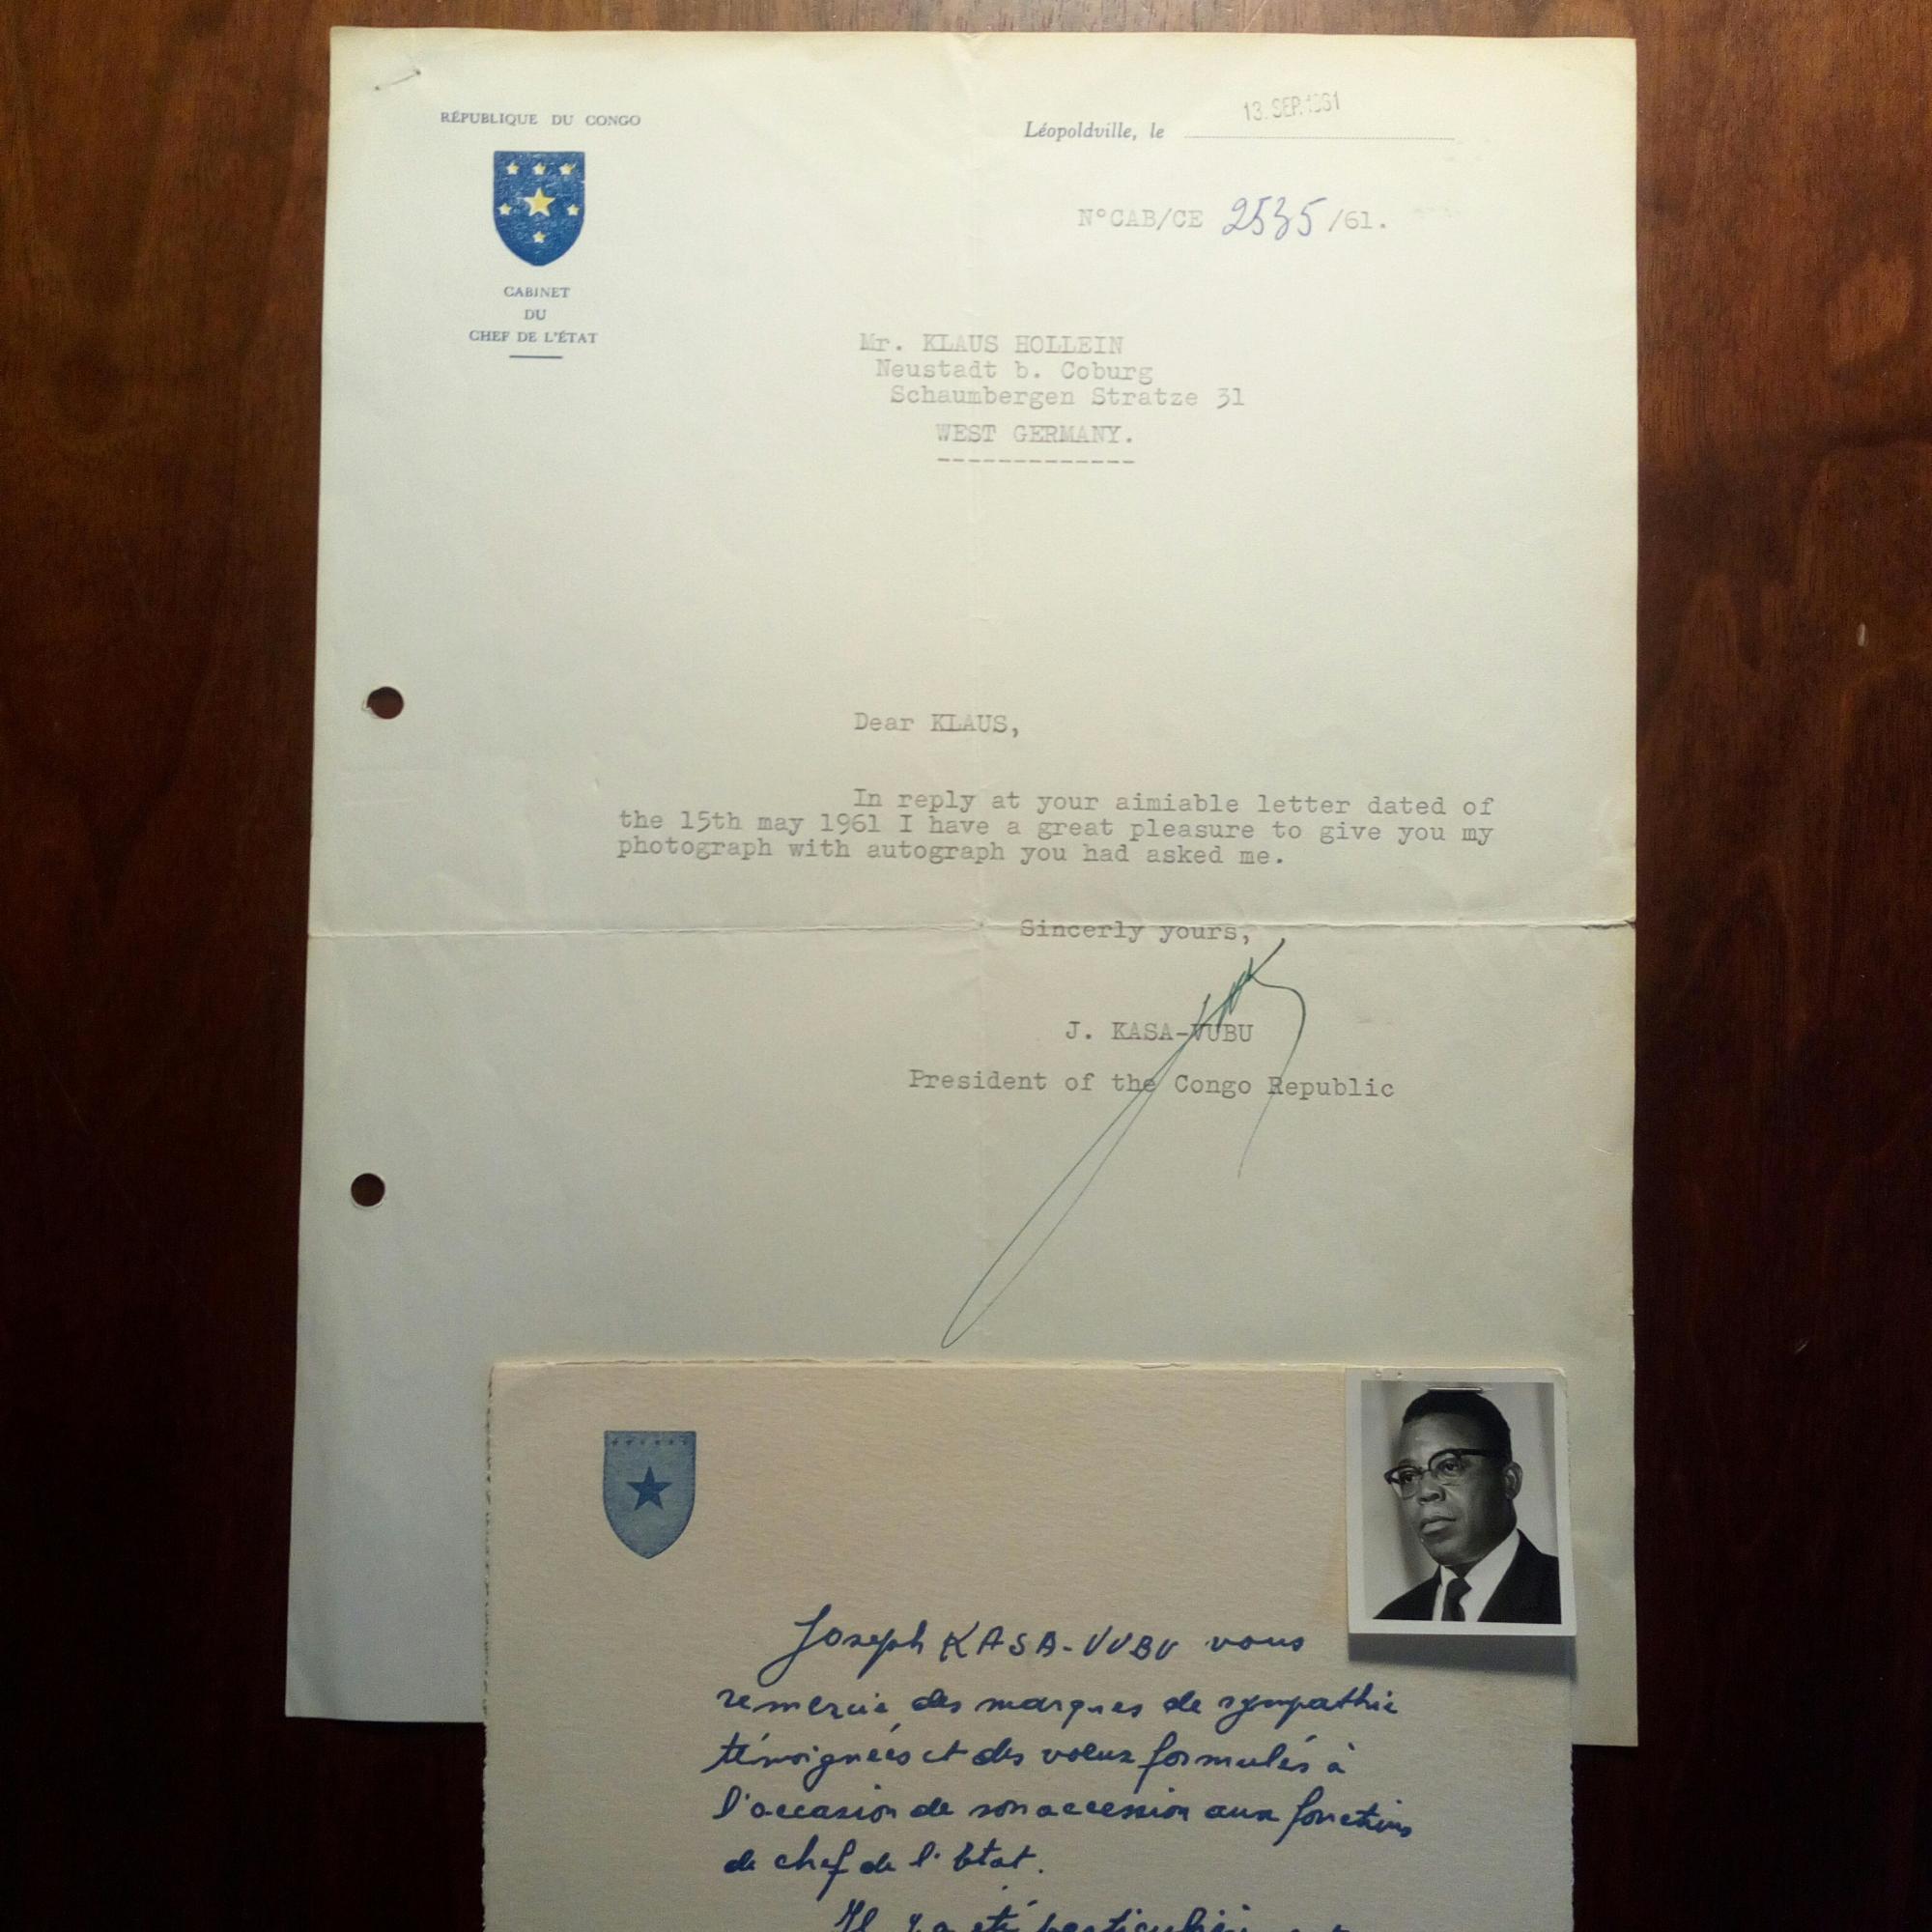 RÉPUBLIQUE DU CONGO
CABINET
DU
CHEF DE L'ÉTAT
Léopoldville, le 13. SEP. 1961
N°CAB/CE 2535 /61.
Mr. KLAUS HOLLEIN
Neustadt b. Coburg
Schaumbergen Stratze 31
WEST GERMANY.
Dear KLAUS,
In reply at your aimiable letter dated of
the 15th may 1961 I have a great pleasure to give you my
photograph with autograph you had asked me.
Sincerly yours,
J. KASA-VUBU
President of the Congo Republic
Joseph KASA-VUBU vous
remercie des marques de sympathie
témoignées et des voeux formulés à
l'occasion de son accession aux fonctions
de chef de l'Etat.
Il y a été